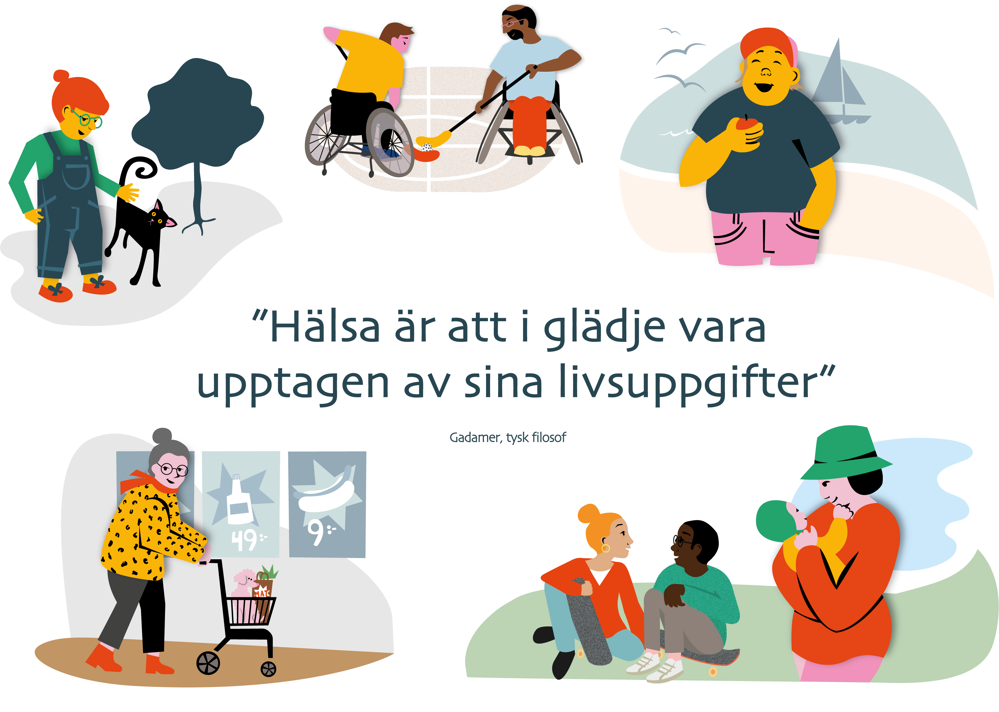 ”Hälsa är att i glädje vara
upptagen av sina livsuppgifter”
Gadamer, tysk filosof
49:-
9:-
MAT